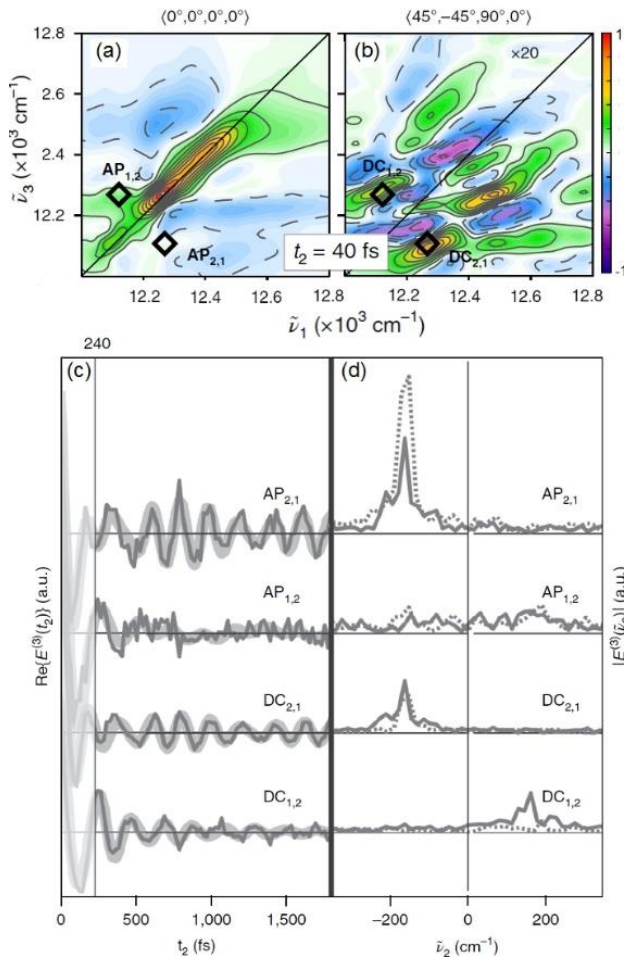 ⟨0°,0°,0°,0°⟩
⟨45°,−45°,90°,0°⟩
12.8
(a)
(b)
×20
1
ν̃₃ (×10³ cm⁻¹)
2.6
2.6
2.4
2.4
AP₁,₂
DC₁,₂
12.2
12.2
AP₂,₁
DC₂,₁
t₂ = 40 fs
-1
12.2
2.4
2.6
12.8
12.2
2.4
2.6
12.8
ν̃₁ (×10³ cm⁻¹)
240
(c)
(d)
AP₂,₁
AP₂,₁
AP₁,₂
AP₁,₂
Re{E⁽³⁾(t₂)} (a.u.)
|E⁽³⁾(ν̃₂)| (a.u.)
DC₂,₁
DC₂,₁
DC₁,₂
DC₁,₂
0
500
1,000
1,500
−200
0
200
t₂ (fs)
ν̃₂ (cm⁻¹)